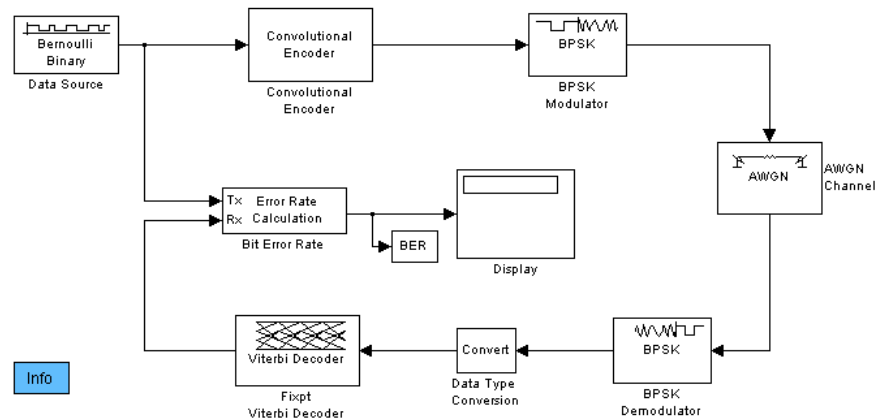 Bernoulli
Binary
Data Source
Convolutional
Encoder
Convolutional
Encoder
BPSK
BPSK
Modulator
AWGN
AWGN
Channel
Tx
Error Rate
Rx
Calculation
Bit Error Rate
BER
Display
Viterbi Decoder
Fixpt
Viterbi Decoder
Convert
Data Type
Conversion
BPSK
BPSK
Demodulator
Info